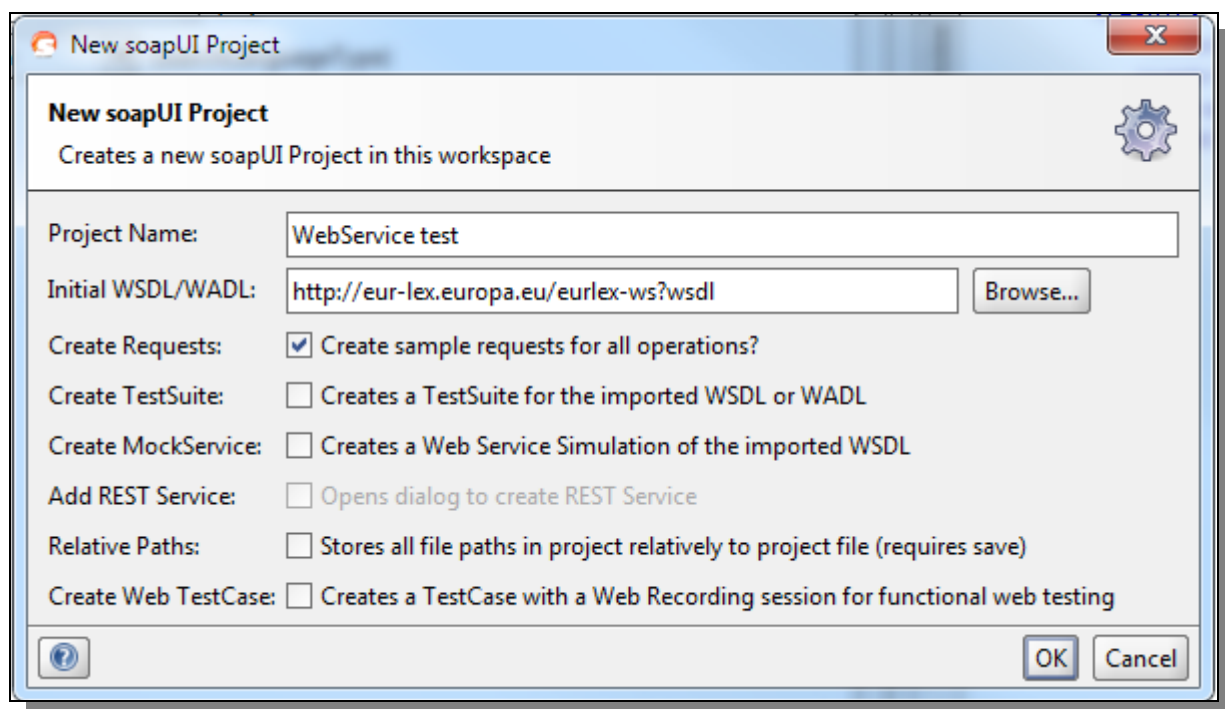 New soapUI Project
New soapUI Project
Creates a new soapUI Project in this workspace
Project Name: WebService test
Initial WSDL/WADL: http://eur-lex.europa.eu/eurlex-ws?wsdl Browse...
Create Requests: Create sample requests for all operations?
Create TestSuite: Creates a TestSuite for the imported WSDL or WADL
Create MockService: Creates a Web Service Simulation of the imported WSDL
Add REST Service: Opens dialog to create REST Service
Relative Paths: Stores all file paths in project relatively to project file (requires save)
Create Web TestCase: Creates a TestCase with a Web Recording session for functional web testing
OK Cancel